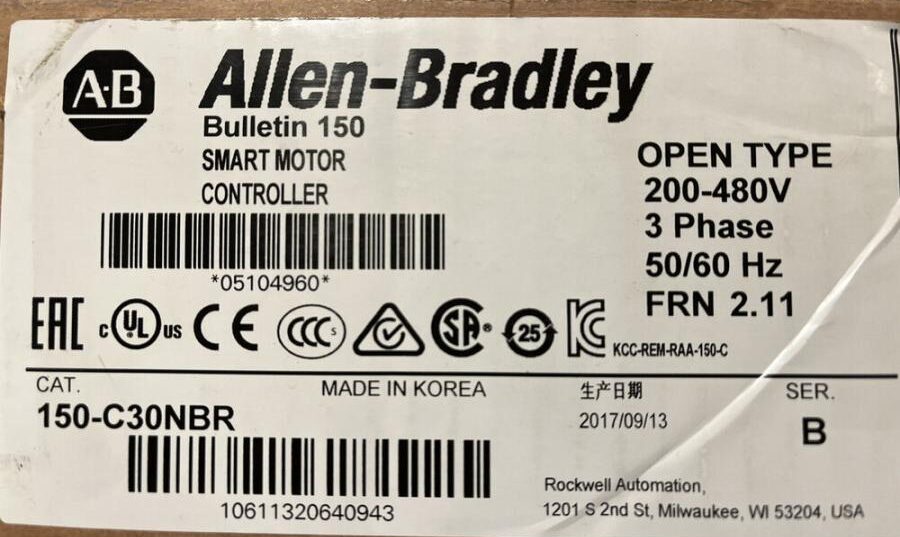 A-B
Allen-Bradley
Bulletin 150
SMART MOTOR
CONTROLLER
*05104960*
OPEN TYPE
200-480V
3 Phase
50/60 Hz
FRN 2.11
EAC
c UL us
CE
CCC S
SA®
25
KC
KCC-REM-RAA-150-C
CAT.
150-C30NBR
10611320640943
MADE IN KOREA
生产日期
2017/09/13
SER.
B
Rockwell Automation,
1201 S 2nd St, Milwaukee, WI 53204, USA